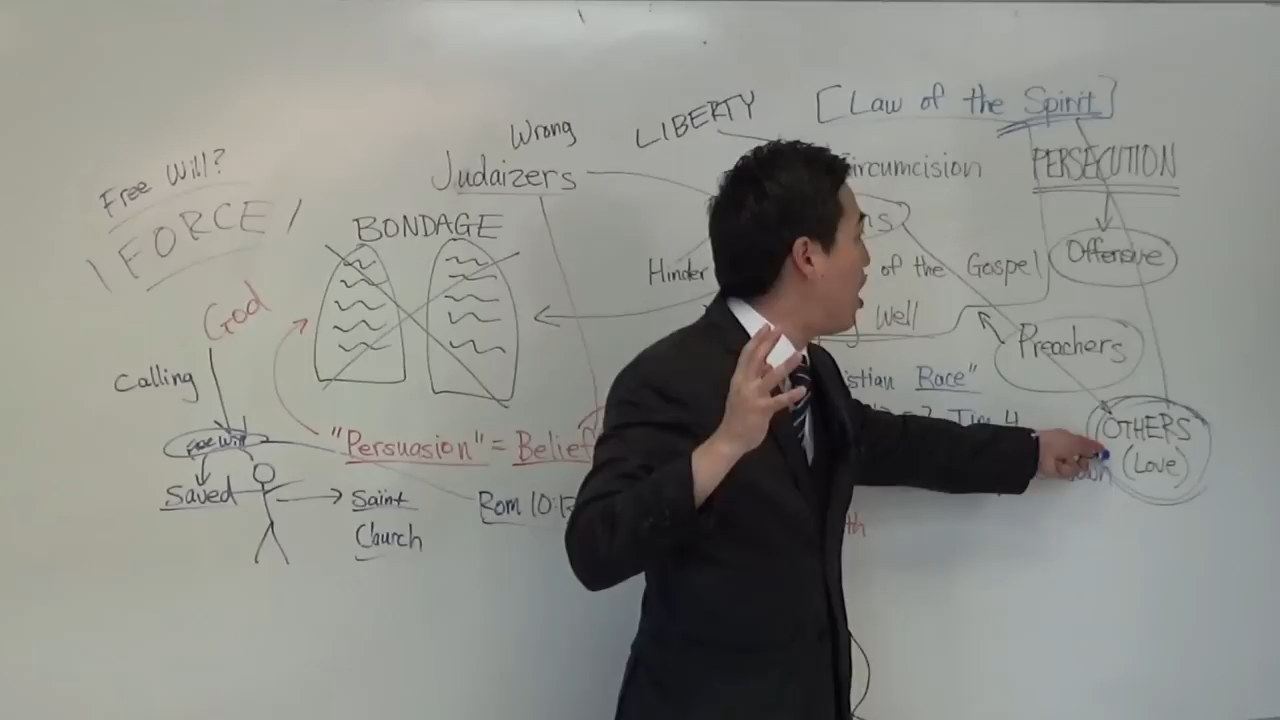 [Law of the Spirit]
Wrong
LIBERTY
Judaizers
Circumcision
PERSECUTION
Free Will?
FORCE
BONDAGE
Offensive
Hinder
of the Gospel
God
Well
Preachers
Calling
Race"
Free Will
"Persuasion" = Belief
OTHERS
(Love)
Saved
Saint
Church
Rom 10: